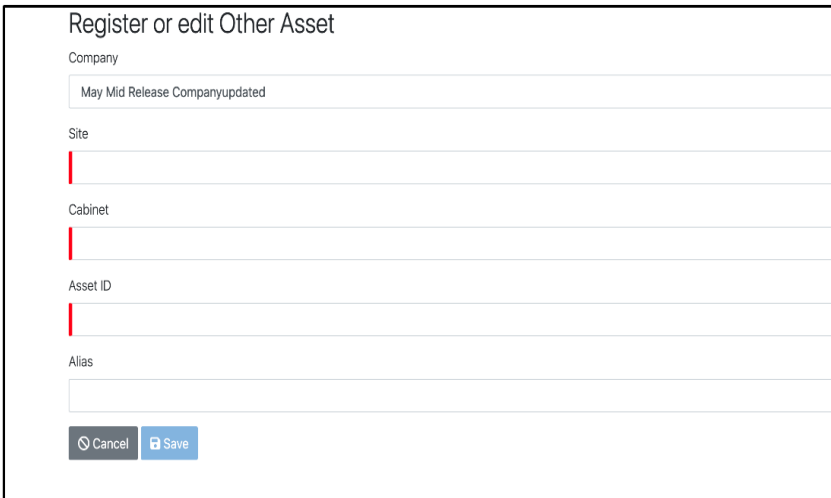 Register or edit Other Asset
Company
May Mid Release Companyupdated
Site
Cabinet
Asset ID
Alias
Cancel Save